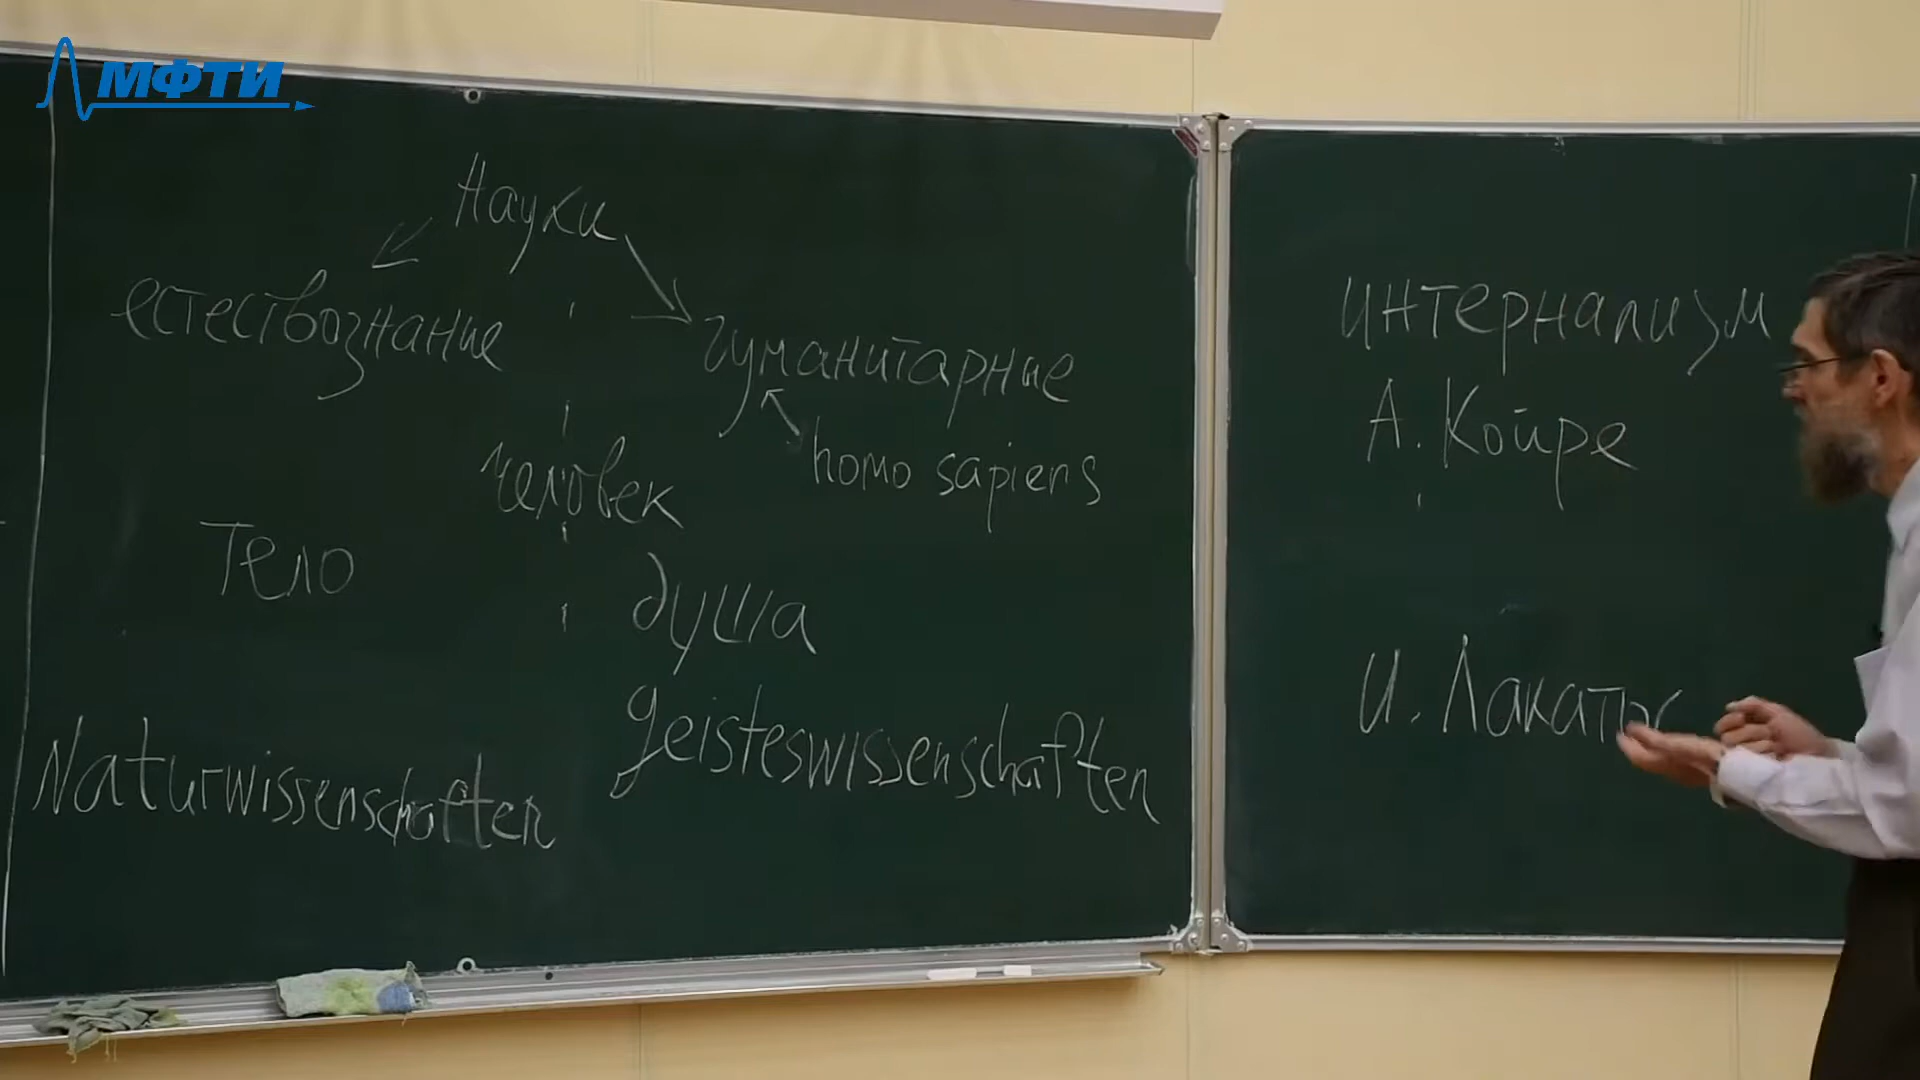 МФТИ
Науки
естествознание
гуманитарные
homo sapiens
человек
Тело
душа
Naturwissenschaften
geisteswissenschaften
интернализм
А. Койре
И. Лакатос